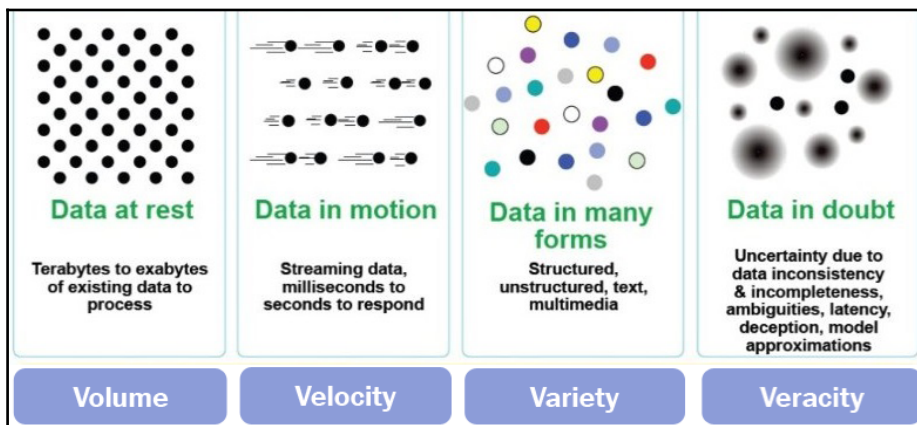 Data at rest
Terabytes to exabytes
of existing data to
process
Volume
Data in motion
Streaming data,
milliseconds to
seconds to respond
Velocity
Data in many
forms
Structured,
unstructured, text,
multimedia
Variety
Data in doubt
Uncertainty due to
data inconsistency
& incompleteness,
ambiguities, latency,
deception, model
approximations
Veracity